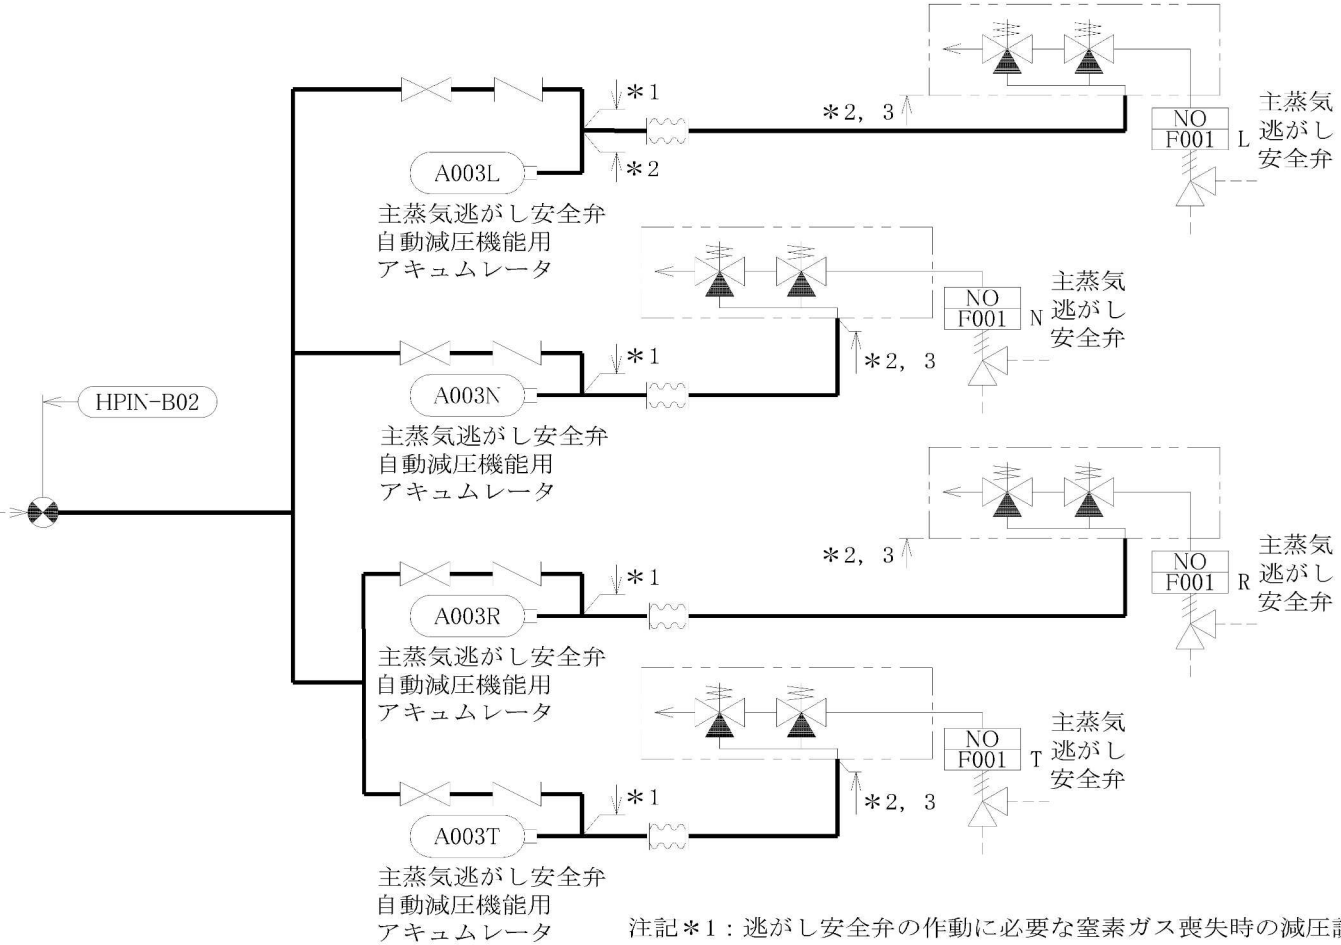 *1
*2, 3
NO
F001 L
主蒸気
逃がし
安全弁
A003L
*2
主蒸気逃がし安全弁
自動減圧機能用
アキュムレータ
NO
F001 N
主蒸気
逃がし
安全弁
*1
*2, 3
A003N
主蒸気逃がし安全弁
自動減圧機能用
アキュムレータ
HPIN-B02
*2, 3
NO
F001 R
主蒸気
逃がし
安全弁
*1
A003R
主蒸気逃がし安全弁
自動減圧機能用
アキュムレータ
NO
F001 T
主蒸気
逃がし
安全弁
*1
*2, 3
A003T
主蒸気逃がし安全弁
自動減圧機能用
アキュムレータ
注記*1:逃がし安全弁の作動に必要な窒素ガス喪失時の減圧